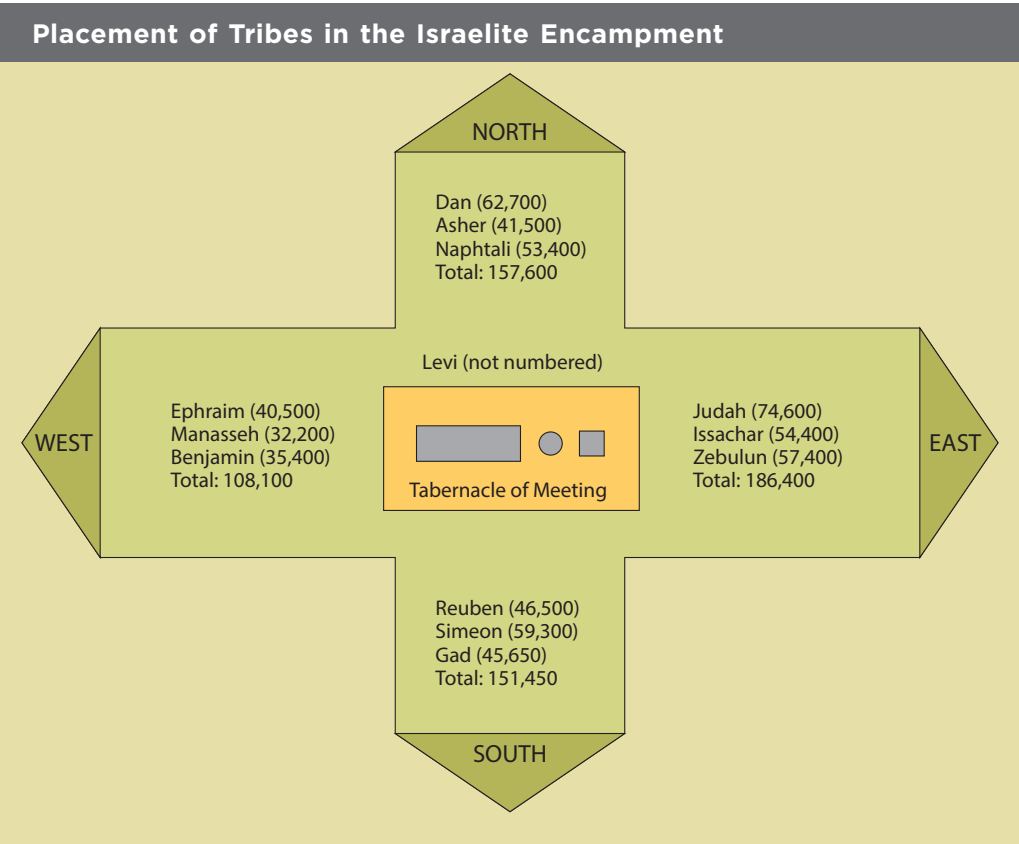 Placement of Tribes in the Israelite Encampment
NORTH
Dan (62,700)
Asher (41,500)
Naphtali (53,400)
Total: 157,600
Levi (not numbered)
WEST
Ephraim (40,500)
Manasseh (32,200)
Benjamin (35,400)
Total: 108,100
Tabernacle of Meeting
Judah (74,600)
Issachar (54,400)
Zebulun (57,400)
Total: 186,400
EAST
Reuben (46,500)
Simeon (59,300)
Gad (45,650)
Total: 151,450
SOUTH